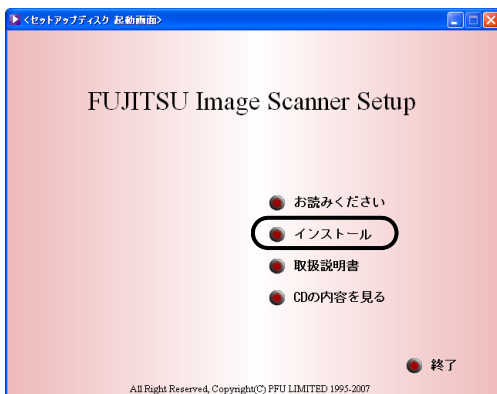 <セットアップディスク 起動画面>
FUJITSU Image Scanner Setup
お読みください
インストール
取扱説明書
CDの内容を見る
終了
All Right Reserved, Copyright(C) PFU LIMITED 1995-2007